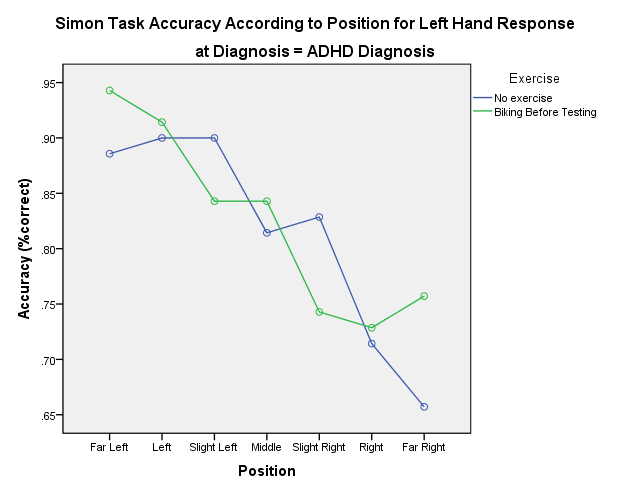 Simon Task Accuracy According to Position for Left Hand Response
at Diagnosis = ADHD Diagnosis
Exercise
No exercise
Biking Before Testing
Accuracy (%correct)
.95
.90
.85
.80
.75
.70
.65
Far Left Left Slight Left Middle Slight Right Right Far Right
Position